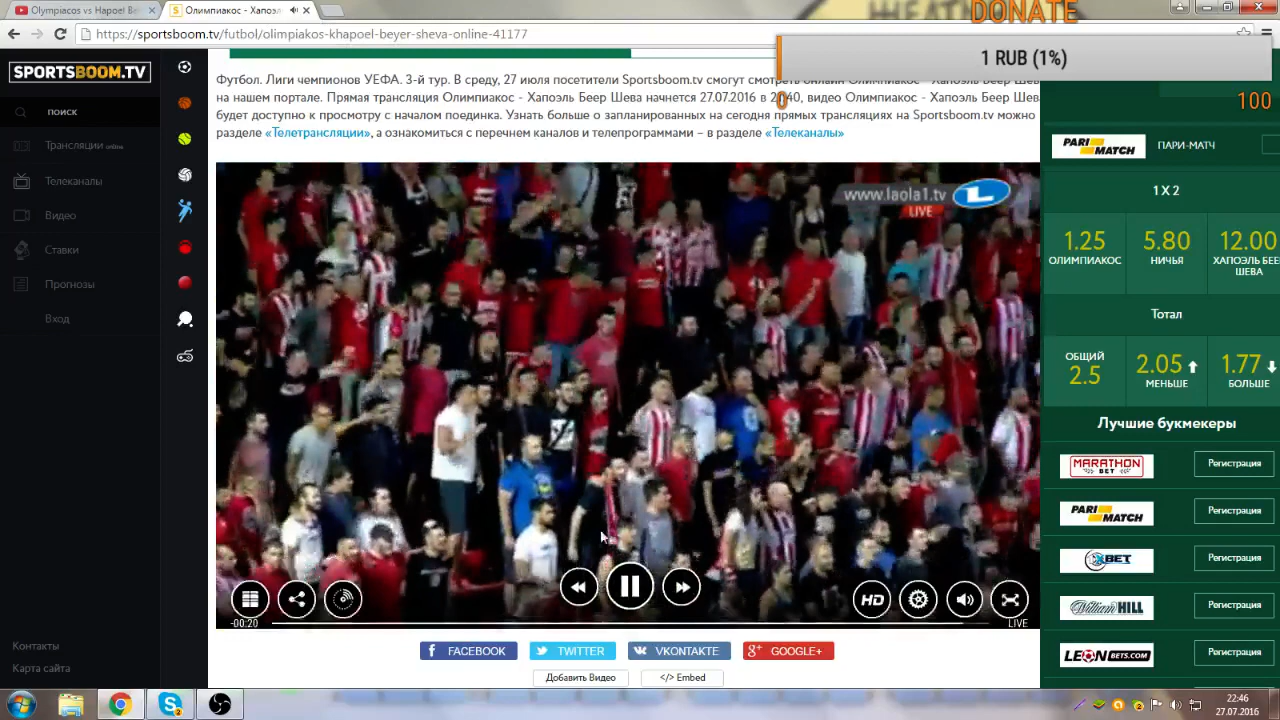 Olympiacos vs Hapoel Be
Олимпиакос - Хапоэл
DONATE
https://sportsboom.tv/futbol/olimpiakos-khapoel-beyer-sheva-online-41177
1 RUB (1%)
0
100
SPORTSBOOM.TV
поиск
Трансляции online
Телеканалы
Видео
Ставки
Прогнозы
Вход
Контакты
Карта сайта
Футбол. Лиги чемпионов УЕФА. 3-й тур. В среду, 27 июля посетители Sportsboom.tv смогут смотреть онлайн Олимпиакос - Хапоэль Беер
на нашем портале. Прямая трансляция Олимпиакос - Хапоэль Беер Шева начнется 27.07.2016 в видео Олимпиакос - Хапоэль Беер Шева
будет доступно к просмотру с началом поединка. Узнать больше о запланированных на сегодня прямых трансляциях на Sportsboom.tv можно
разделе «Телетрансляции», а ознакомиться с перечнем каналов и телепрограммами – в разделе «Телеканалы»
www.laola1.tv L
LIVE
HD
-00:20
LIVE
FACEBOOK
TWITTER
VKONTAKTE
GOOGLE+
Добавить Видео
</> Embed
PARI MATCH
ПАРИ-МАТЧ
1 X 2
1.25
ОЛИМПИАКОС
5.80
НИЧЬЯ
12.00
ХАПОЭЛЬ БЕЕР
ШЕВА
Тотал
ОБЩИЙ
2.5
2.05
МЕНЬШЕ
1.77
БОЛЬШЕ
Лучшие букмекеры
MARATHON
BET
Регистрация
PARI MATCH
Регистрация
1XBET
Регистрация
William HILL
Регистрация
LEONBETS.COM
Регистрация
22:46
27.07.2016